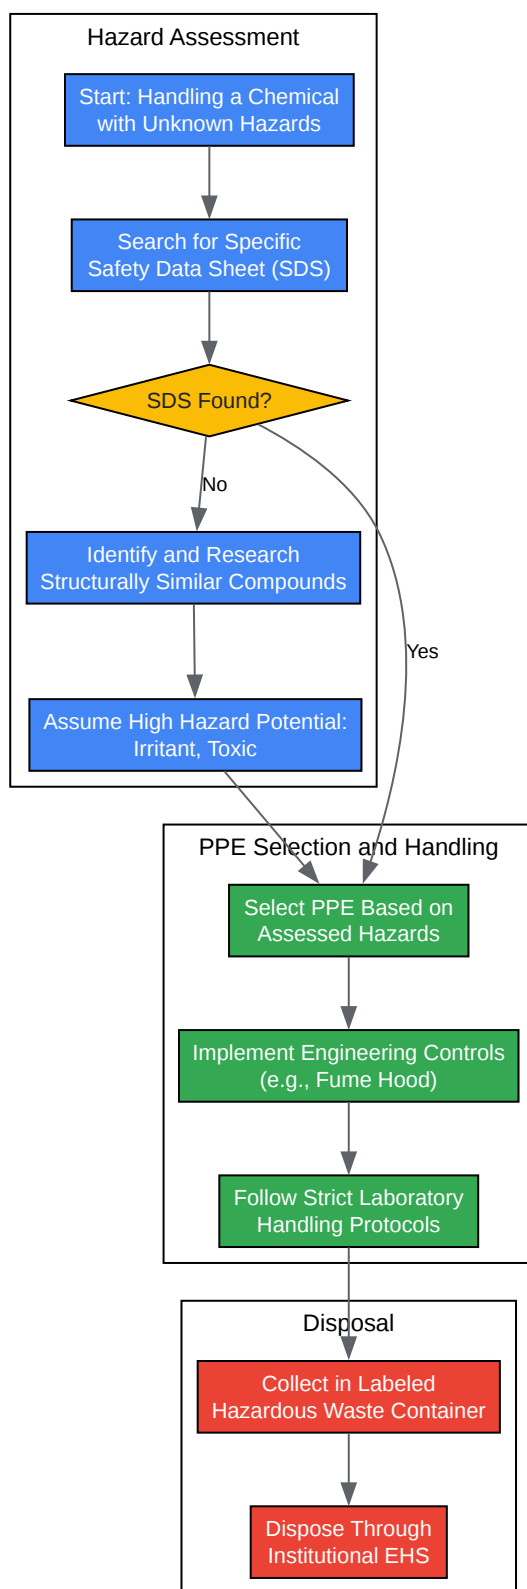 Hazard Assessment
Start: Handling a Chemical
with Unknown Hazards
Search for Specific
Safety Data Sheet (SDS)
SDS Found?
No
Identify and Research
Structurally Similar Compounds
Yes
Assume High Hazard Potential:
Irritant, Toxic
PPE Selection and Handling
Select PPE Based on
Assessed Hazards
Implement Engineering Controls
(e.g., Fume Hood)
Follow Strict Laboratory
Handling Protocols
Disposal
Collect in Labeled
Hazardous Waste Container
Dispose Through
Institutional EHS